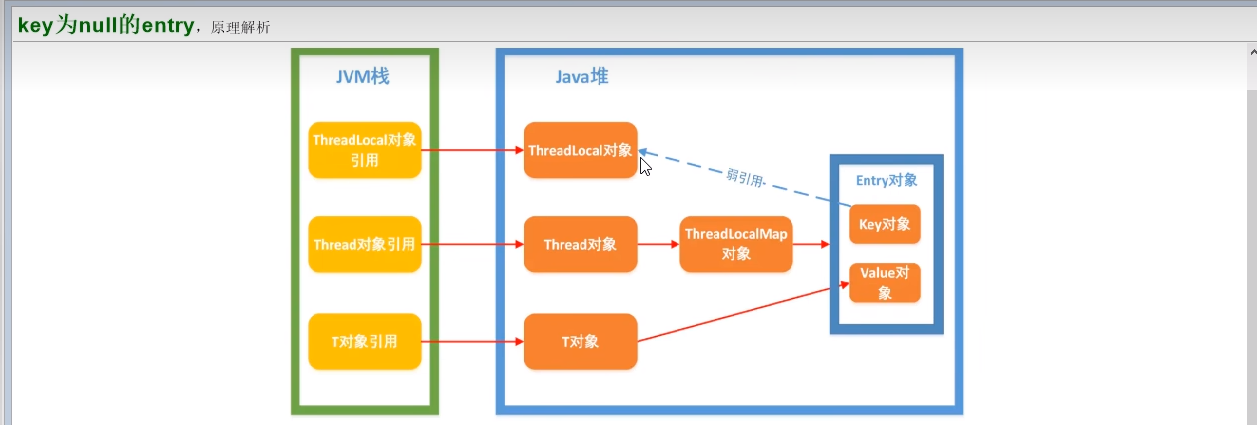 key为null的entry，原理解析
JVM栈
Java堆
ThreadLocal对象
引用
ThreadLocal对象
弱引用
Entry对象
Key对象
Thread对象引用
Thread对象
ThreadLocalMap
对象
Value对
象
T对象引用
T对象